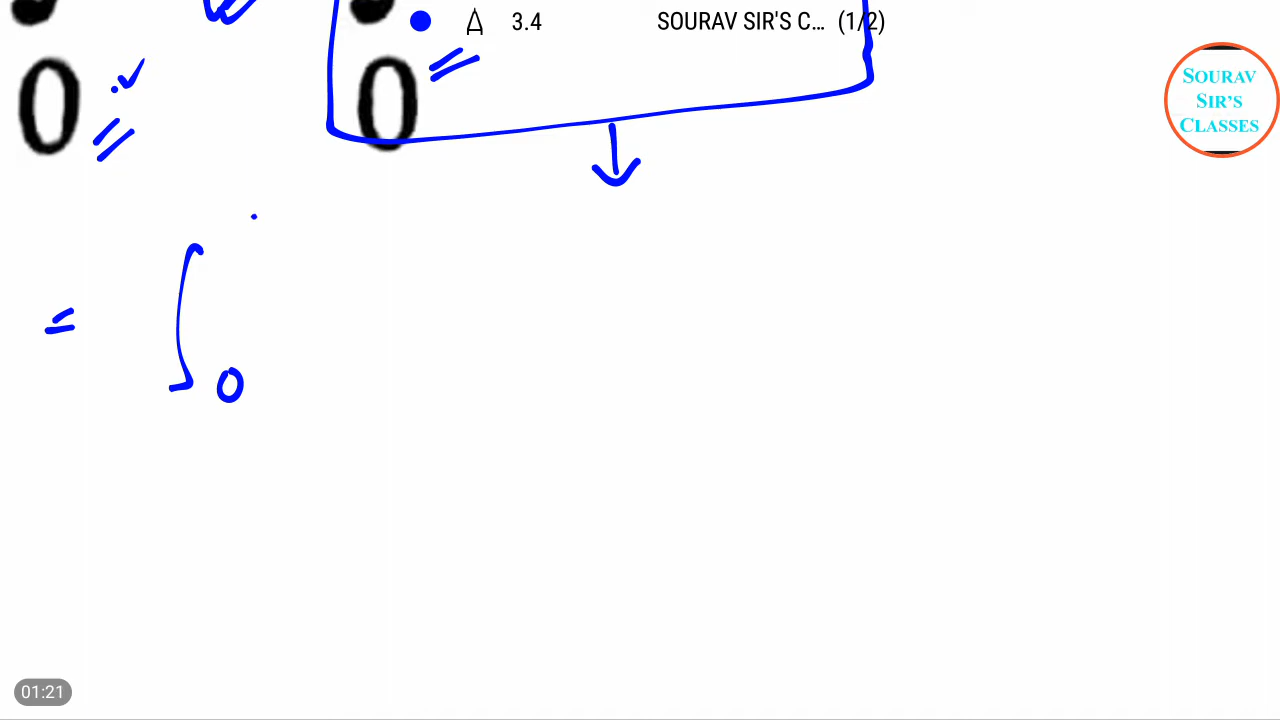 3.4 SOURAV SIR'S C... (1/2)
SOURAV
SIR'S
CLASSES
0 0
= ∫
0
01:21